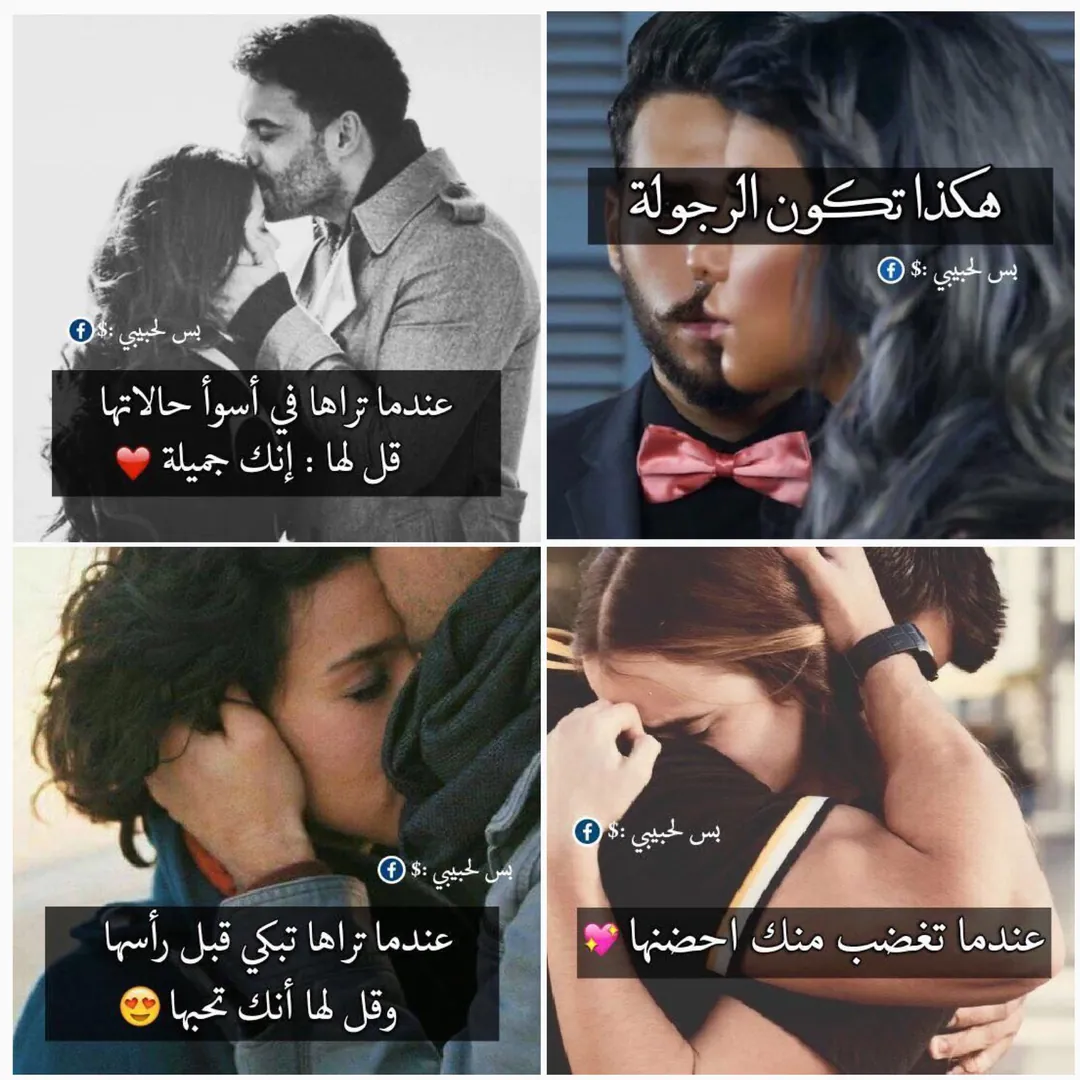 هكذا تكون الرجولة
بس لحبيبي :$
بس لحبيبي :$
عندما تراها في أسوأ حالاتها
قل لها : إنك جميلة ❤️
بس لحبيبي :$
عندما تغضب منك احضنها 💖
بس لحبيبي :$
عندما تراها تبكي قبل رأسها
وقل لها أنك تحبها 😍